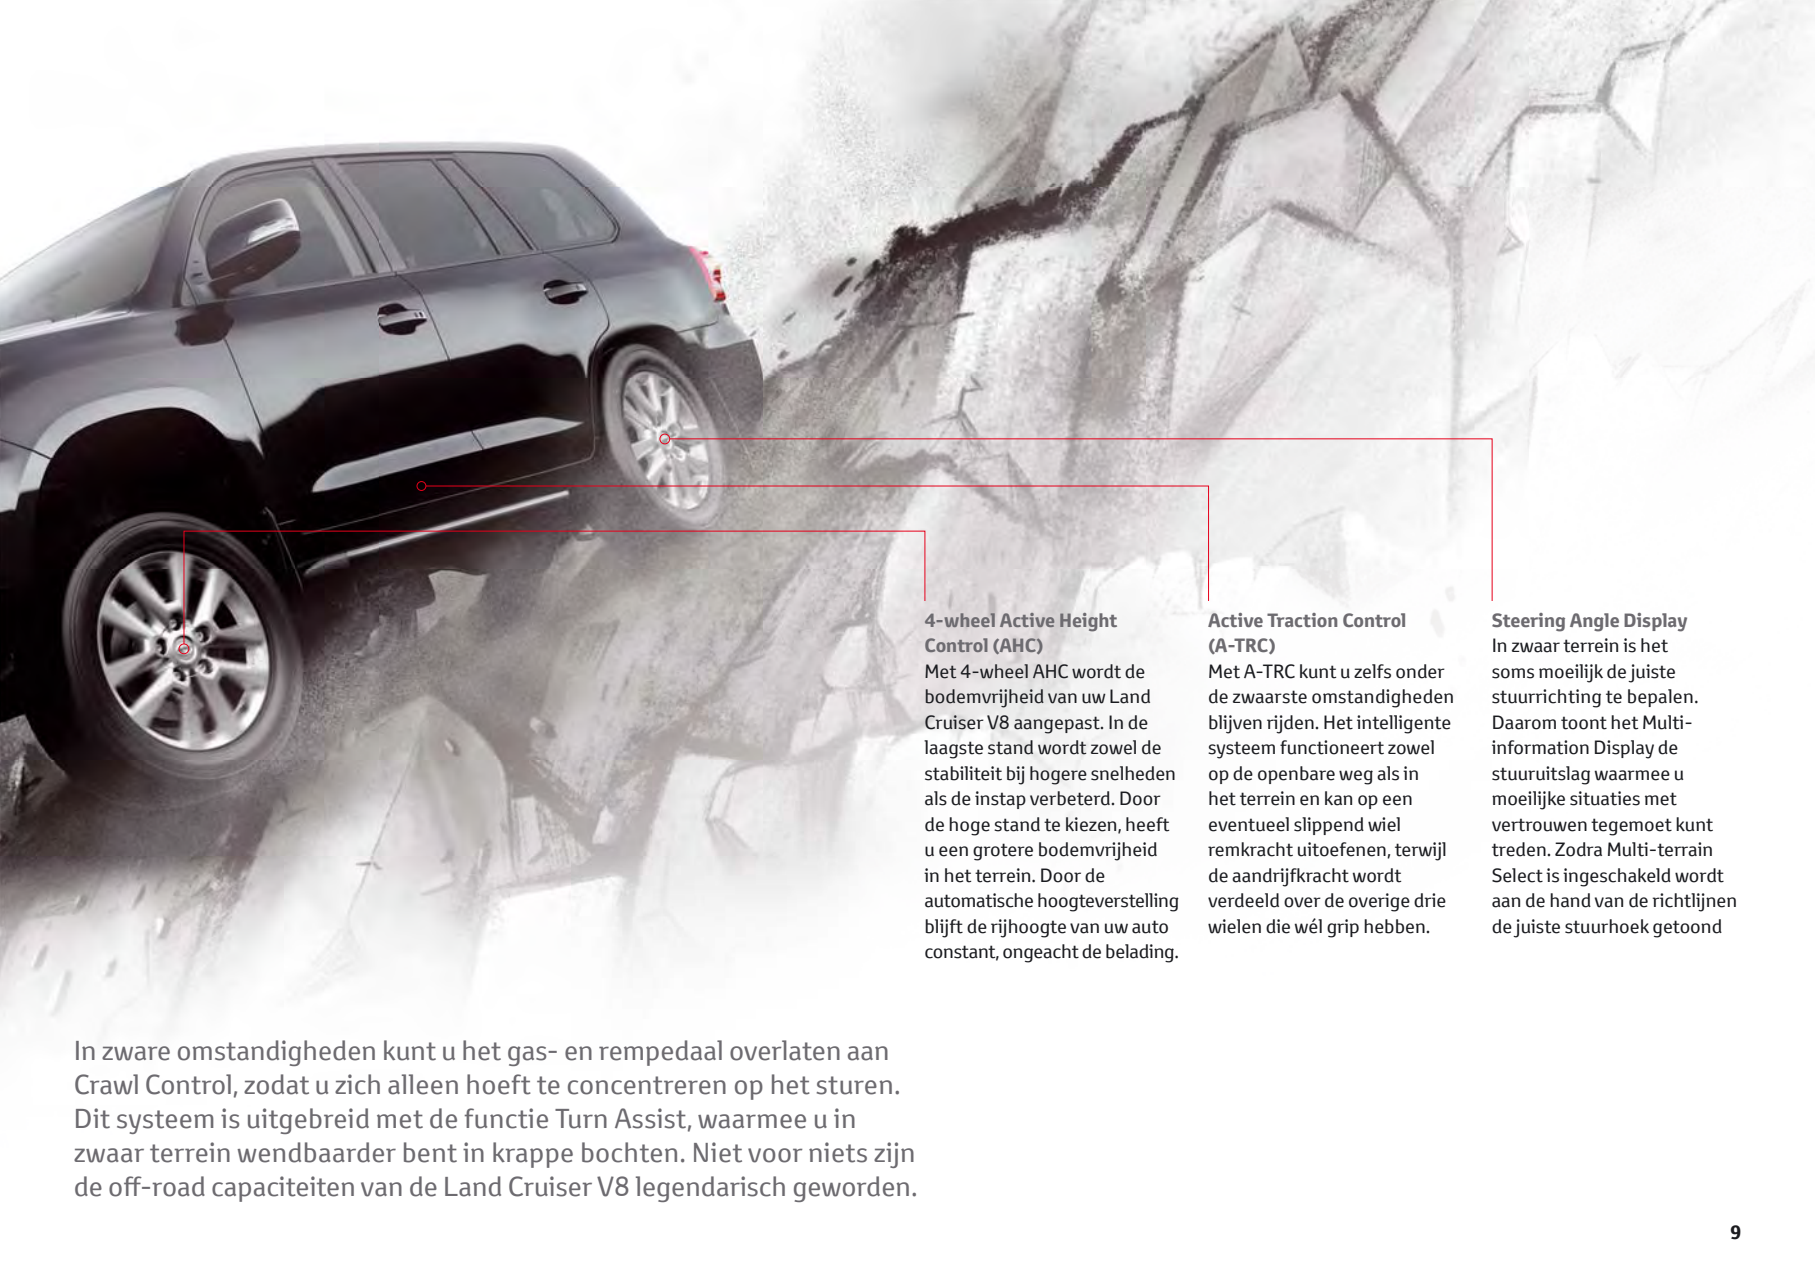 4-wheel Active Height
Control (AHC)
Met 4-wheel AHC wordt de
bodemvrijheid van uw Land
Cruiser V8 aangepast. In de
laagste stand wordt zowel de
stabiliteit bij hogere snelheden
als de instap verbeterd. Door
de hoge stand te kiezen, heeft
u een grotere bodemvrijheid
in het terrein. Door de
automatische hoogteverstelling
blijft de rijhoogte van uw auto
constant, ongeacht de belading.
Active Traction Control
(A-TRC)
Met A-TRC kunt u zelfs onder
de zwaarste omstandigheden
blijven rijden. Het intelligente
systeem functioneert zowel
op de openbare weg als in
het terrein en kan op een
eventueel slippend wiel
remkracht uitoefenen, terwijl
de aandrijfkracht wordt
verdeeld over de overige drie
wielen die wél grip hebben.
Steering Angle Display
In zwaar terrein is het
soms moeilijk de juiste
stuurrichting te bepalen.
Daarom toont het Multi-
information Display de
stuuruitslag waarmee u
moeilijke situaties met
vertrouwen tegemoet kunt
treden. Zodra Multi-terrain
Select is ingeschakeld wordt
aan de hand van de richtlijnen
de juiste stuurhoek getoond
In zware omstandigheden kunt u het gas- en rempedaal overlaten aan
Crawl Control, zodat u zich alleen hoeft te concentreren op het sturen.
Dit systeem is uitgebreid met de functie Turn Assist, waarmee u in
zwaar terrein wendbaarder bent in krappe bochten. Niet voor niets zijn
de off-road capaciteiten van de Land Cruiser V8 legendarisch geworden.
9